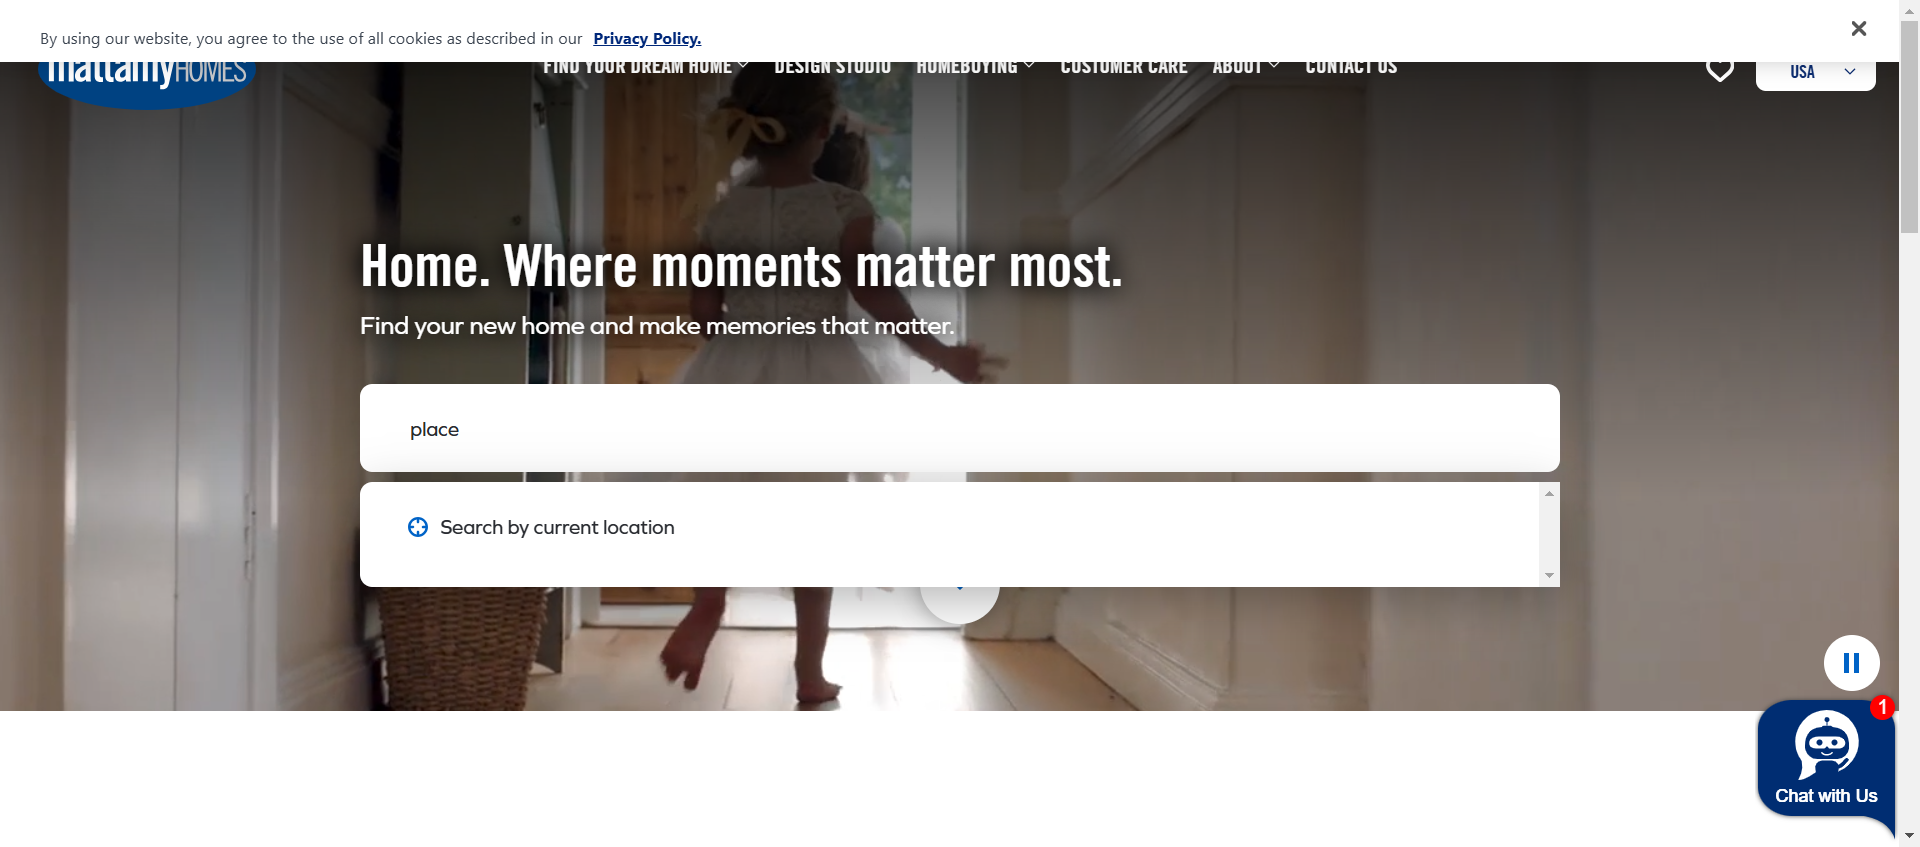 By using our website, you agree to the use of all cookies as described in our Privacy Policy.
mattamyHOMES
FIND YOUR DREAM HOME
DESIGN STUDIO
HOMEBUYING
CUSTOMER CARE
ABOUT
CONTACT US
USA
Home. Where moments matter most.
Find your new home and make memories that matter.
place
Search by current location
1
Chat with Us